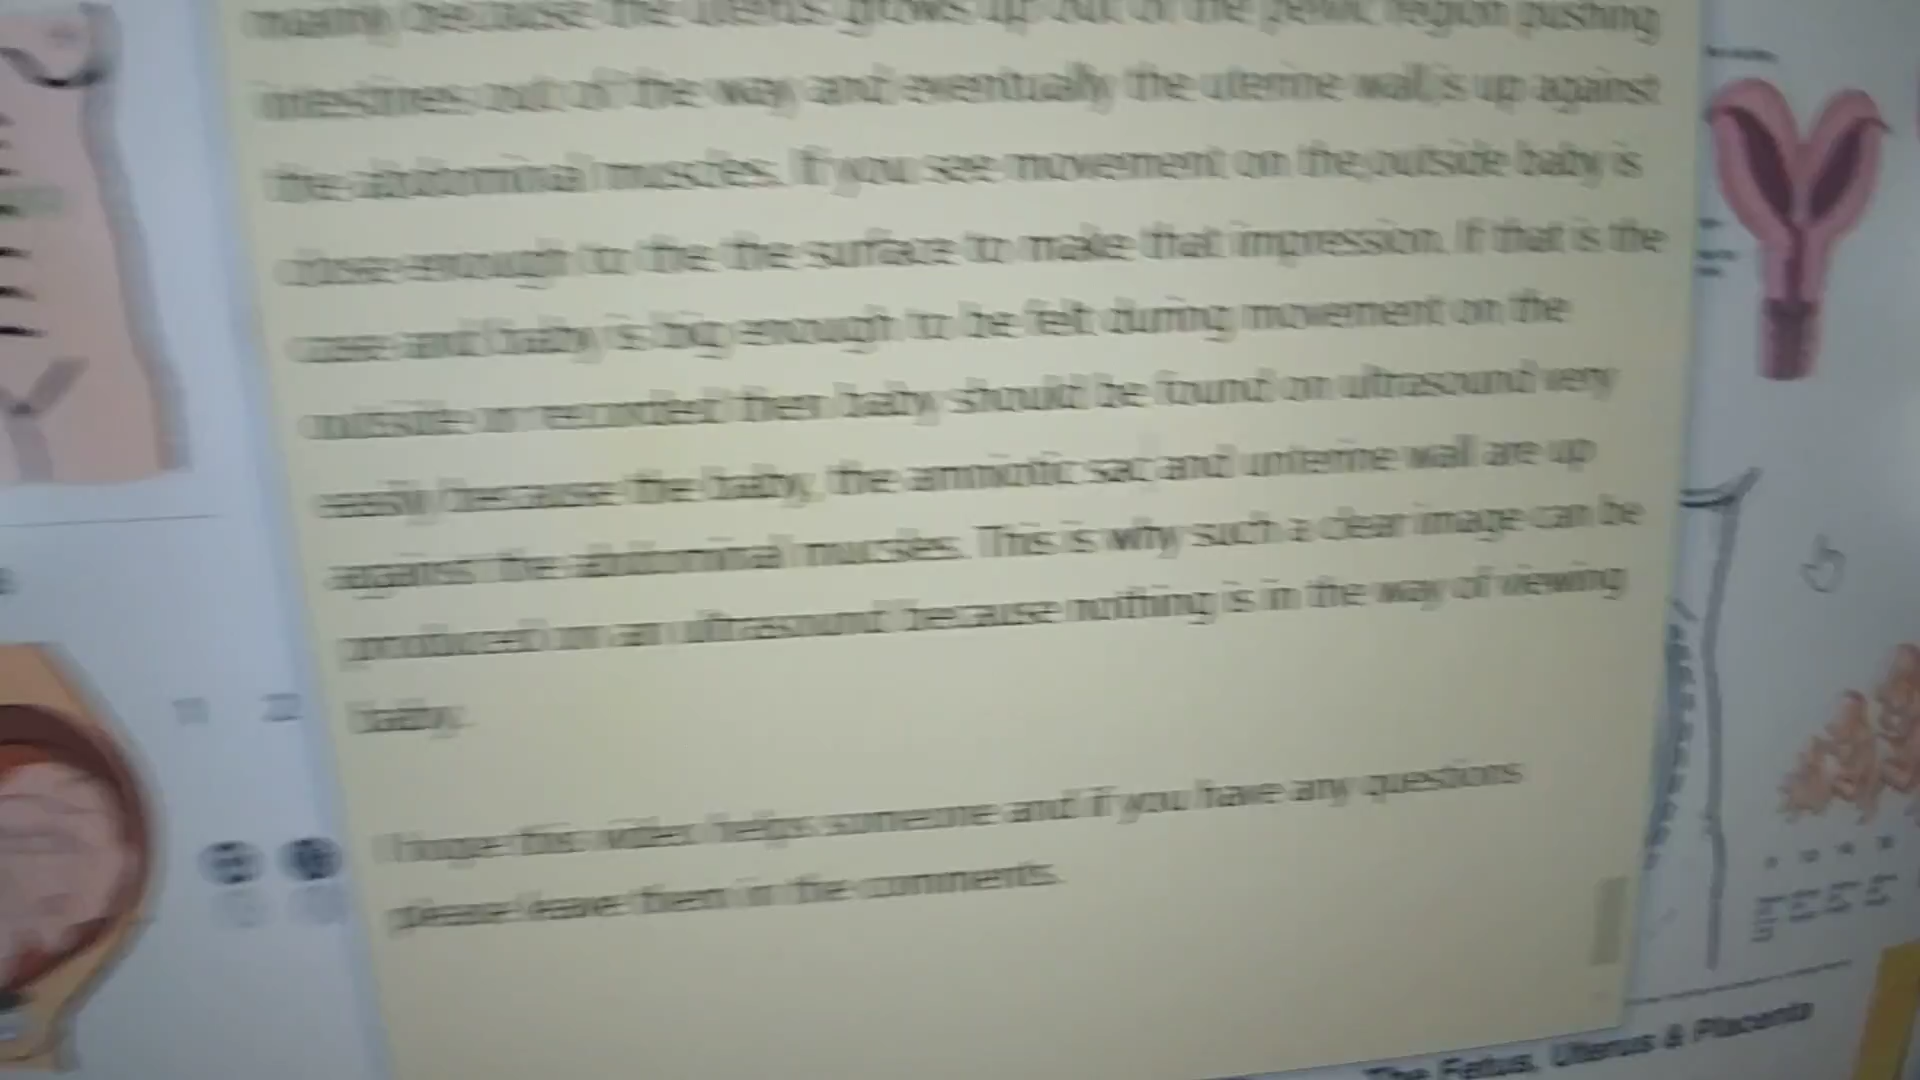 because the uterus grows up out of the pelvic region pushing
intestines out of the way and eventually the uterine wall is up against
the abdominal muscles. If you see movement on the outside baby is
close enough to the the surface to make that impression. If that is the
case and baby is big enough to be felt during movement on the
outside or recorded then baby should be found on ultrasound very
easily because the baby, the amniotic sac and unterine wall are up
against the abdominal mucsles. This is why such a clear image can be
produced on an ultrasound because nothing is in the way of viewing
baby.
I hope this video helps someone and if you have any questions
please leave them in the comments.
11 22
The Fetus, Uterus & Placenta